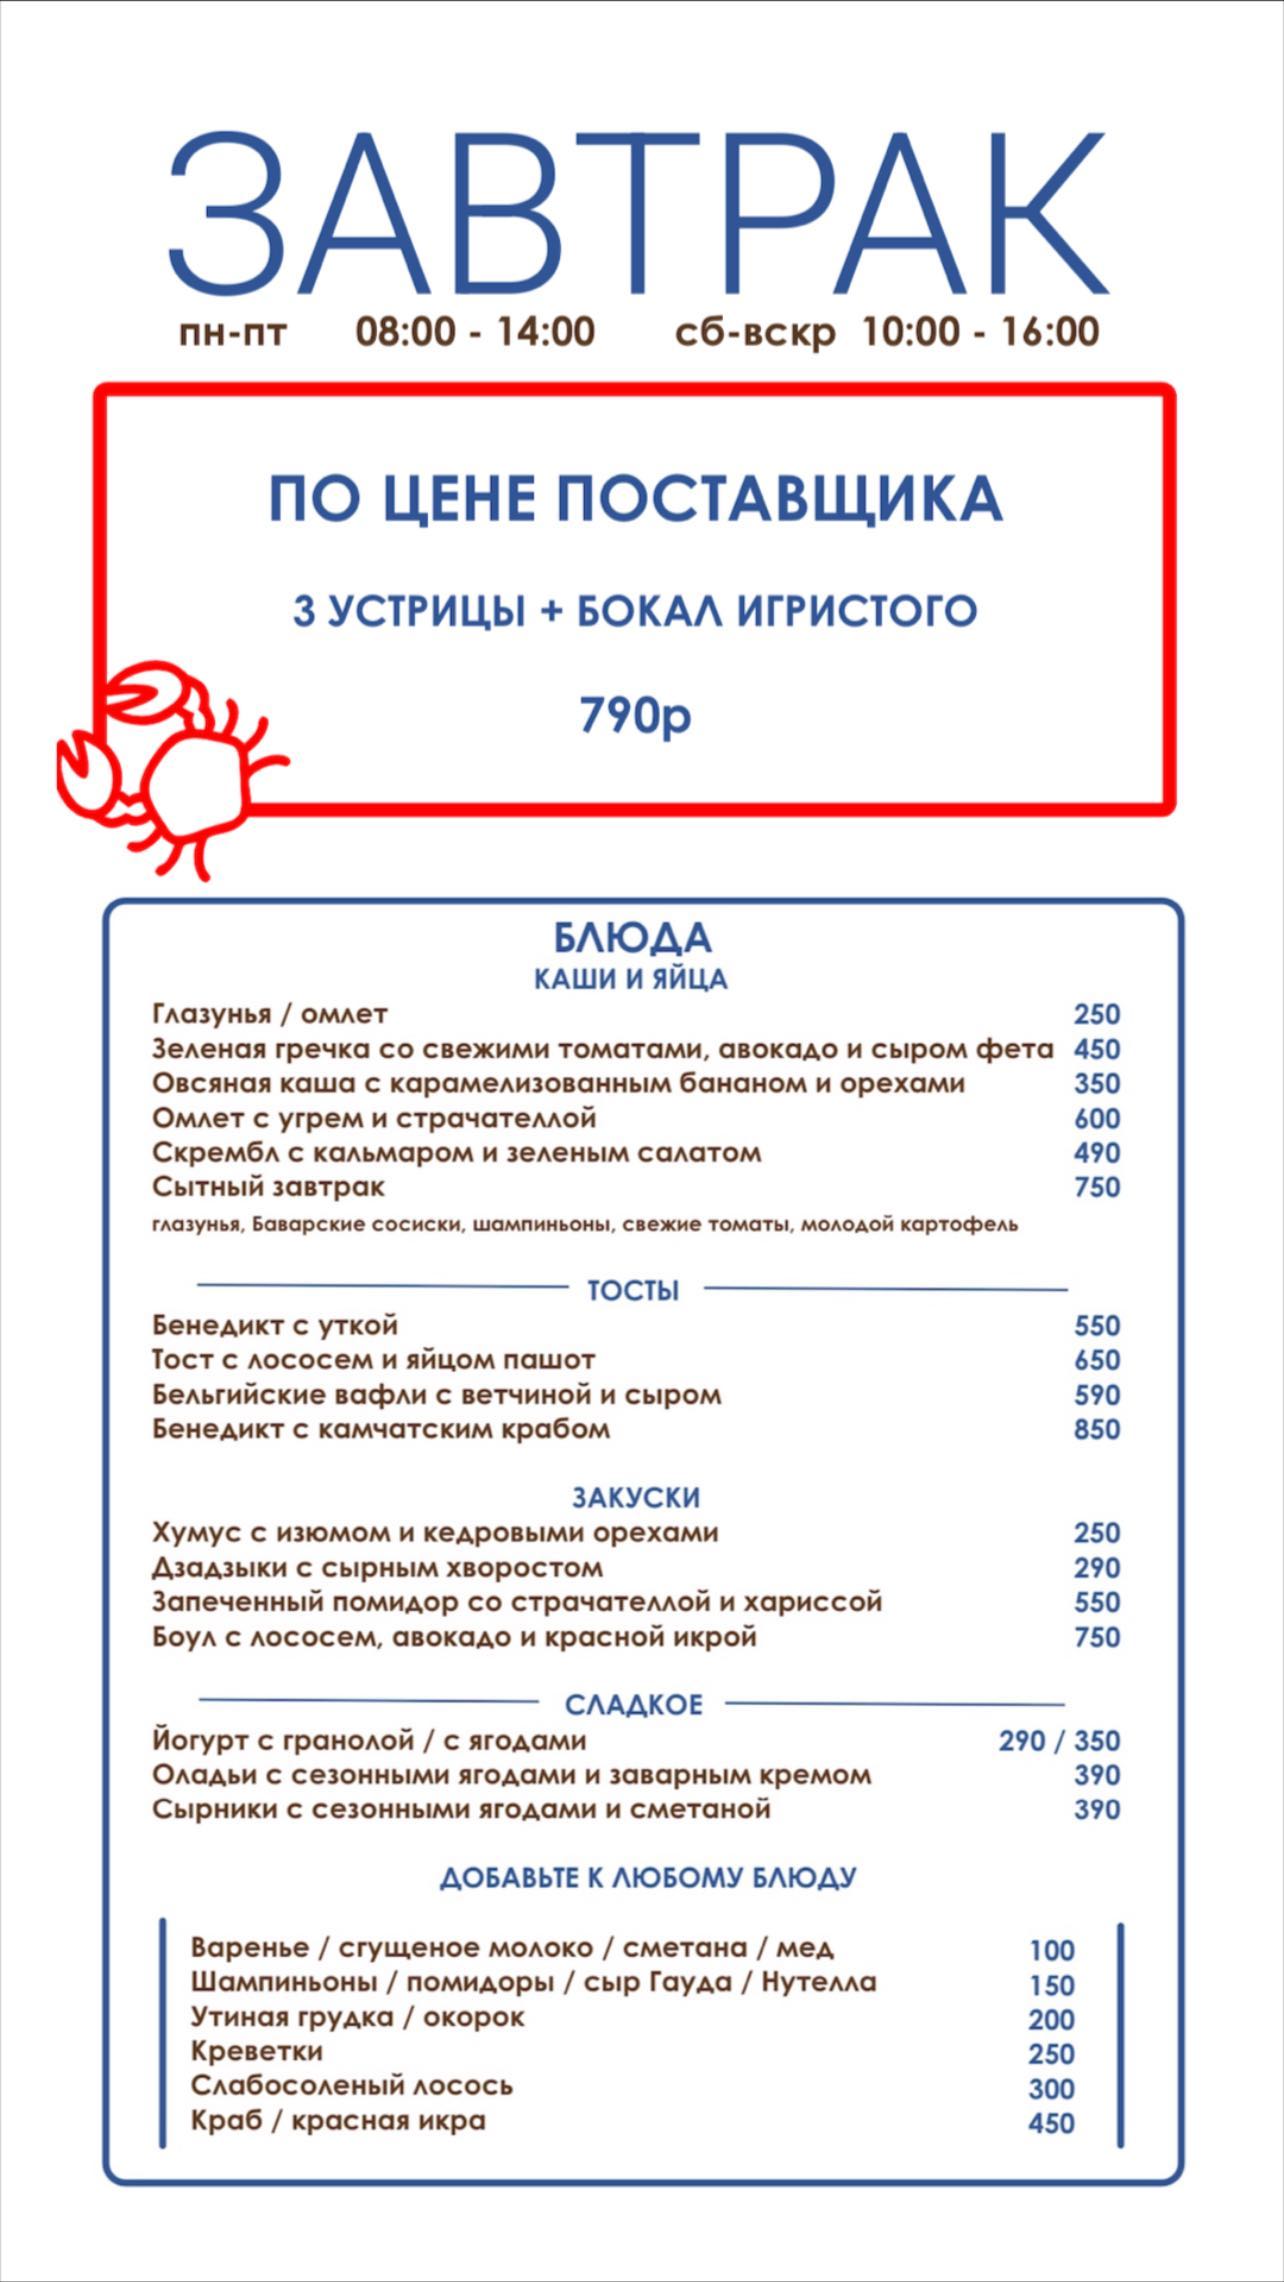 ЗАВТРАК
пн-пт 08:00 - 14:00 сб-вскр 10:00 - 16:00
ПО ЦЕНЕ ПОСТАВЩИКА
3 УСТРИЦЫ + БОКАЛ ИГРИСТОГО
790р
БЛЮДА
КАШИ И ЯЙЦА
Глазунья / омлет 250
Зеленая гречка со свежими томатами, авокадо и сыром фета 450
Овсяная каша с карамелизованным бананом и орехами 350
Омлет с угрем и страчателлой 600
Скрембл с кальмаром и зеленым салатом 490
Сытный завтрак 750
глазунья, Баварские сосиски, шампиньоны, свежие томаты, молодой картофель
ТОСТЫ
Бенедикт с уткой 550
Тост с лососем и яйцом пашот 650
Бельгийские вафли с ветчиной и сыром 590
Бенедикт с камчатским крабом 850
ЗАКУСКИ
Хумус с изюмом и кедровыми орехами 250
Дзадзыки с сырным хворостом 290
Запеченный помидор со страчателлой и хариссой 550
Боул с лососем, авокадо и красной икрой 750
СЛАДКОЕ
Йогурт с гранолой / с ягодами 290 / 350
Оладьи с сезонными ягодами и заварным кремом 390
Сырники с сезонными ягодами и сметаной 390
ДОБАВЬТЕ К ЛЮБОМУ БЛЮДУ
Варенье / сгущеное молоко / сметана / мед 100
Шампиньоны / помидоры / сыр Гауда / Нутелла 150
Утиная грудка / окорок 200
Креветки 250
Слабосоленый лосось 300
Краб / красная икра 450